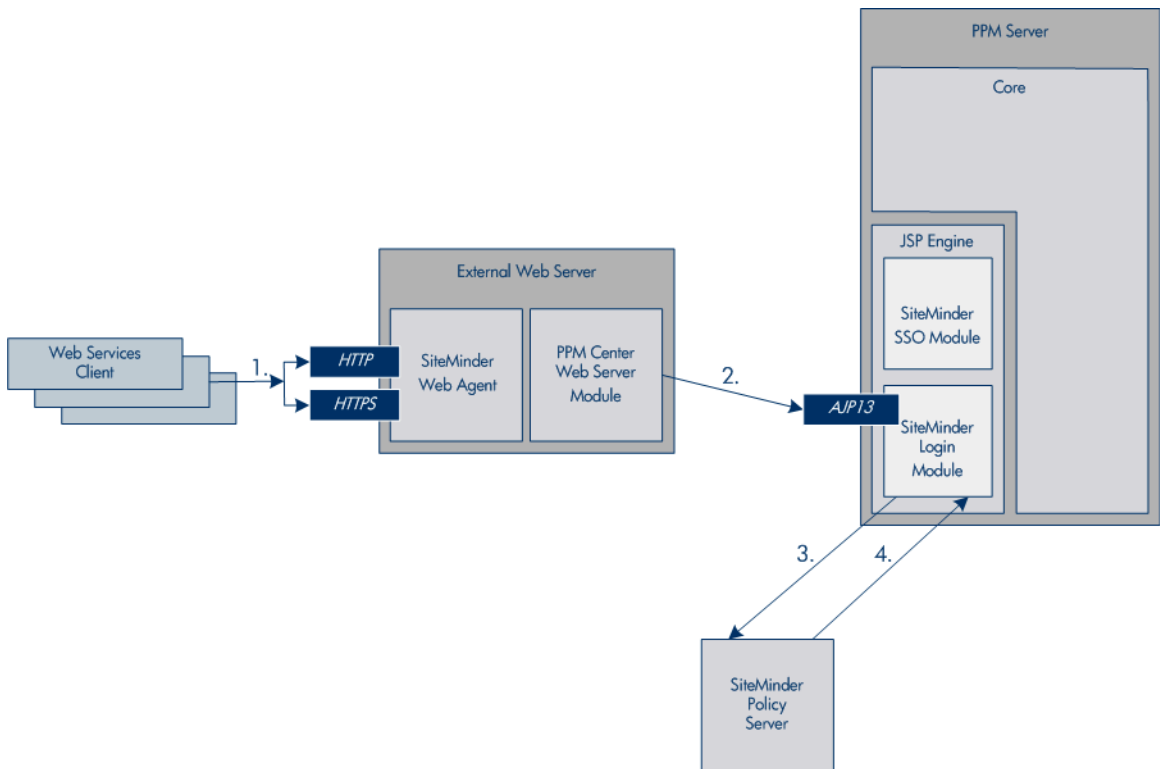 PPM Server
Core
JSP Engine
SiteMinder
SSO Module
External Web Server
SiteMinder
Web Agent
PPM Center
Web Server
Module
Web Services
Client
1.
HTTP
HTTPS
2.
AJP13
SiteMinder
Login
Module
3.
4.
SiteMinder
Policy
Server